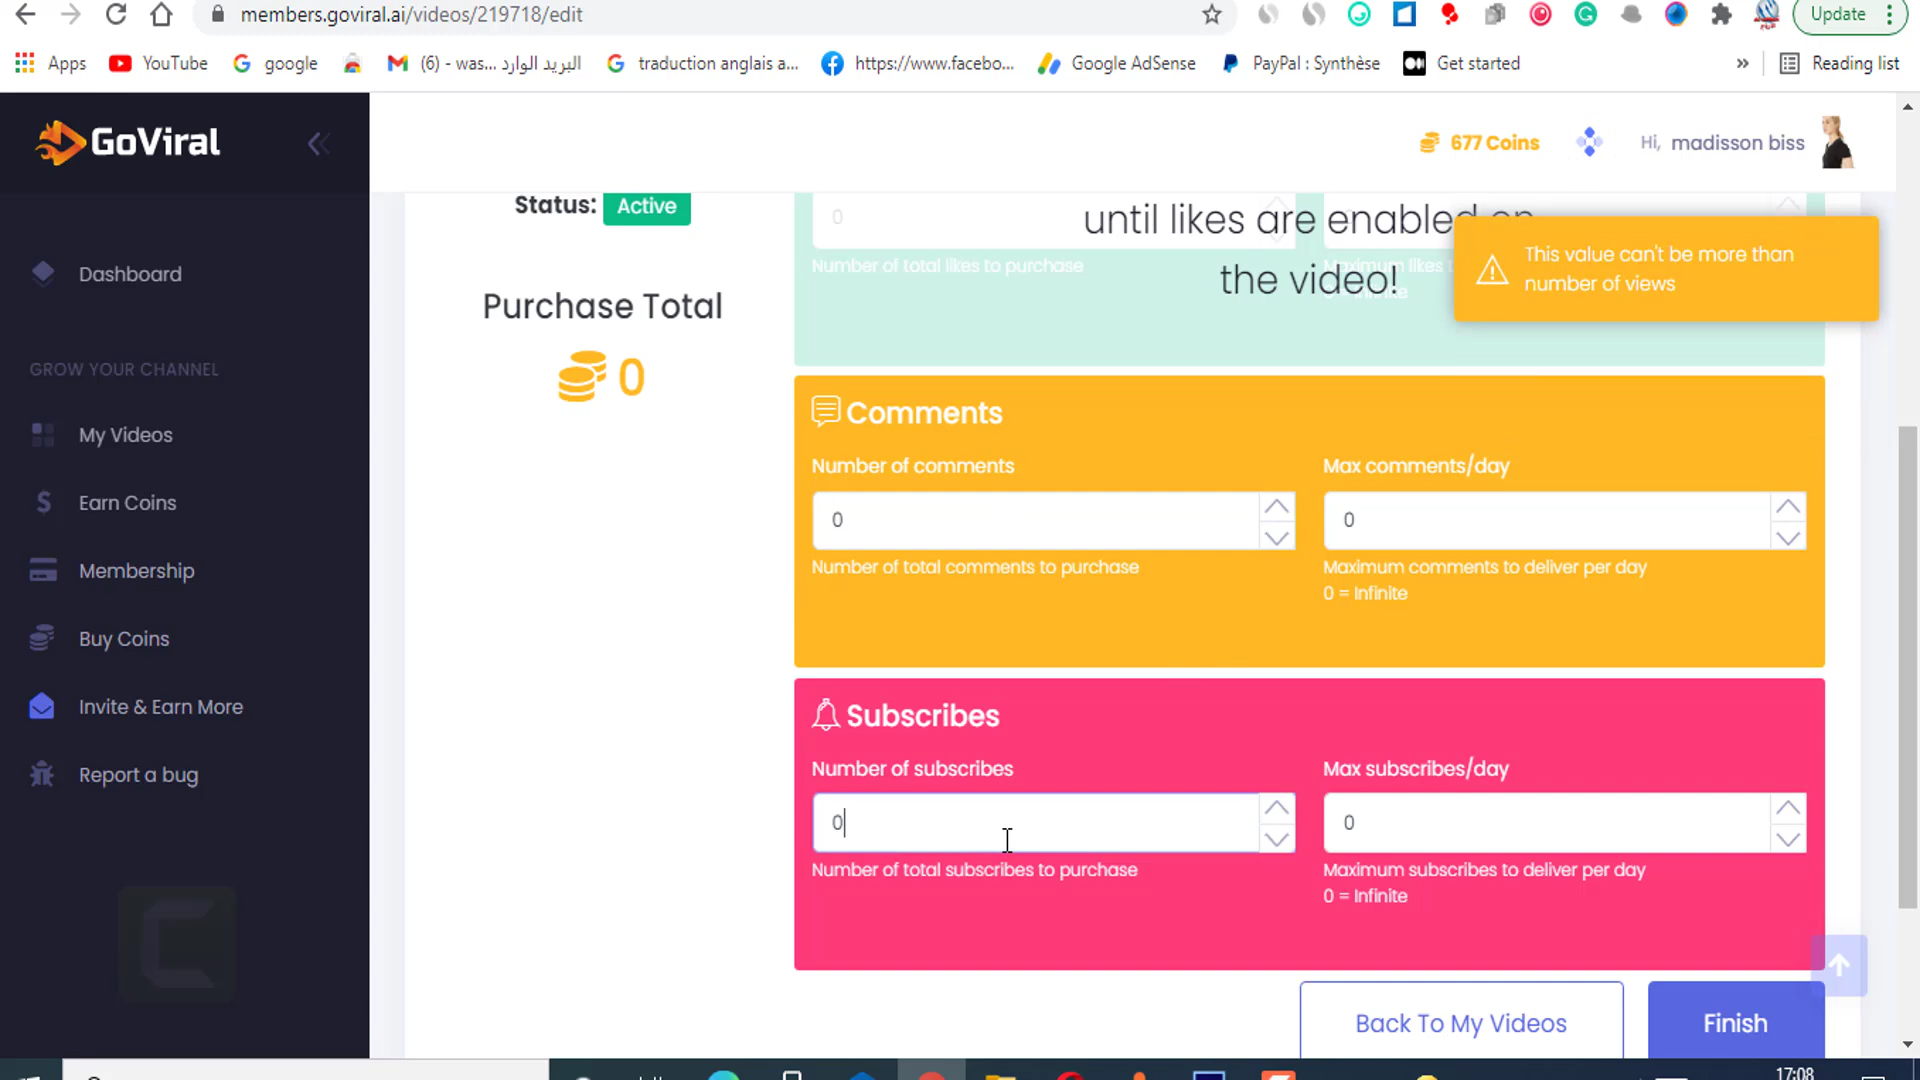 members.goviral.ai/videos/219718/edit
Update
Apps
YouTube
google
(6) - was... البريد الوارد
traduction anglais a...
https://www.facebo...
Google AdSense
PayPal : Synthèse
Get started
»
Reading list
GoViral
677 Coins
Hi, madisson biss
Dashboard
GROW YOUR CHANNEL
My Videos
Earn Coins
Membership
Buy Coins
Invite & Earn More
Report a bug
Status: Active
Purchase Total
0
0
until likes are enabled on
the video!
Number of total likes to purchase
Maximum likes
This value can't be more than
number of views
Comments
Number of comments
Max comments/day
0
0
Number of total comments to purchase
Maximum comments to deliver per day
0 = Infinite
Subscribes
Number of subscribes
Max subscribes/day
0
0
Number of total subscribes to purchase
Maximum subscribes to deliver per day
0 = Infinite
Back To My Videos
Finish
17:08